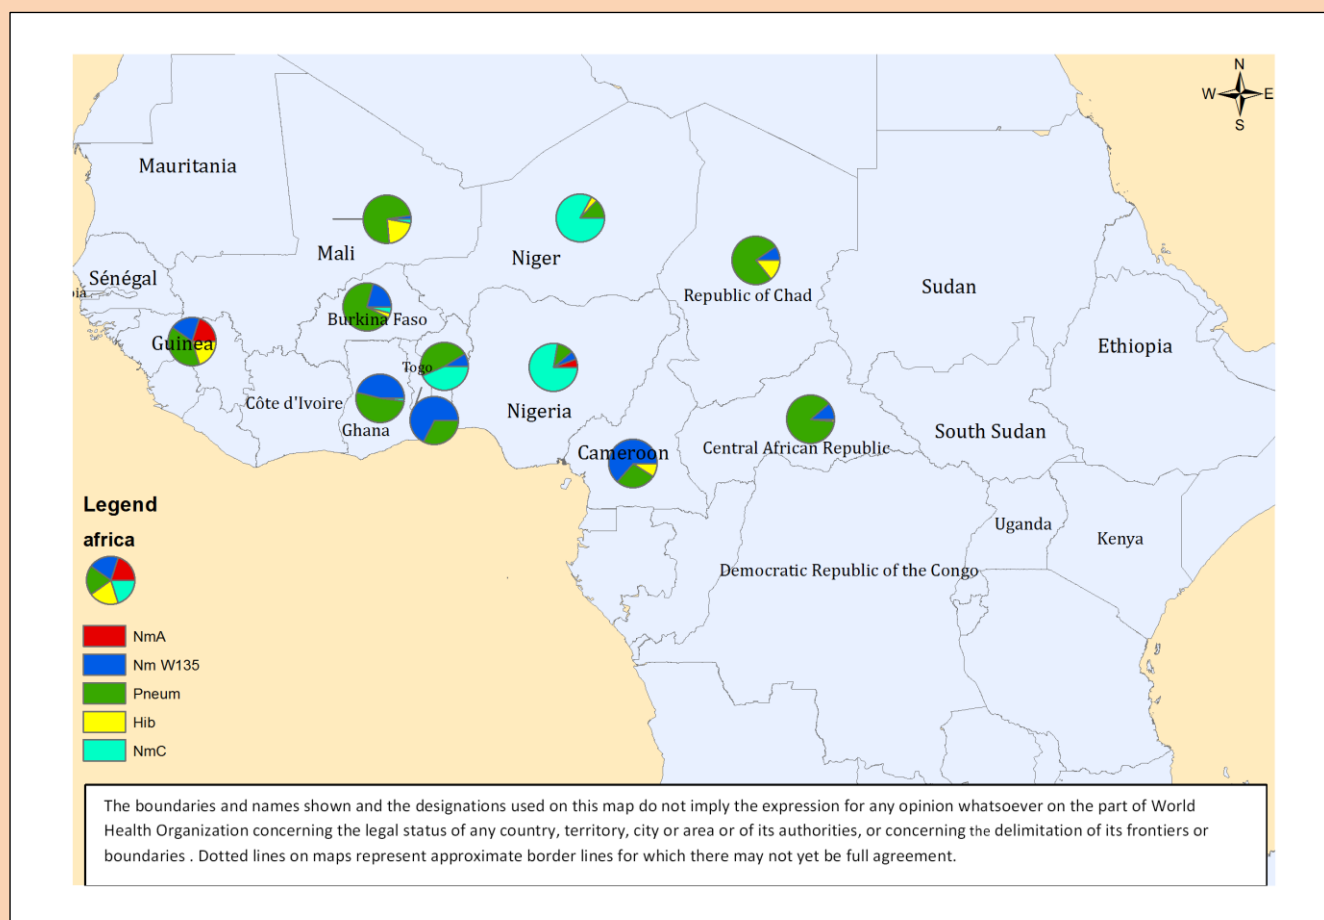 N
W
E
S
Mauritania
Mali
Niger
Republic of Chad
Sudan
Sénégal
Burkina Faso
Guinea
Ethiopia
Togo
Côte d'Ivoire
Ghana
Nigeria
South Sudan
Cameroon
Central African Republic
Uganda
Kenya
Democratic Republic of the Congo
Legend
africa
NmA
Nm W135
Pneum
Hib
NmC
The boundaries and names shown and the designations used on this map do not imply the expression for any opinion whatsoever on the part of World
Health Organization concerning the legal status of any country, territory, city or area or of its authorities, or concerning the delimitation of its frontiers or
boundaries . Dotted lines on maps represent approximate border lines for which there may not yet be full agreement.